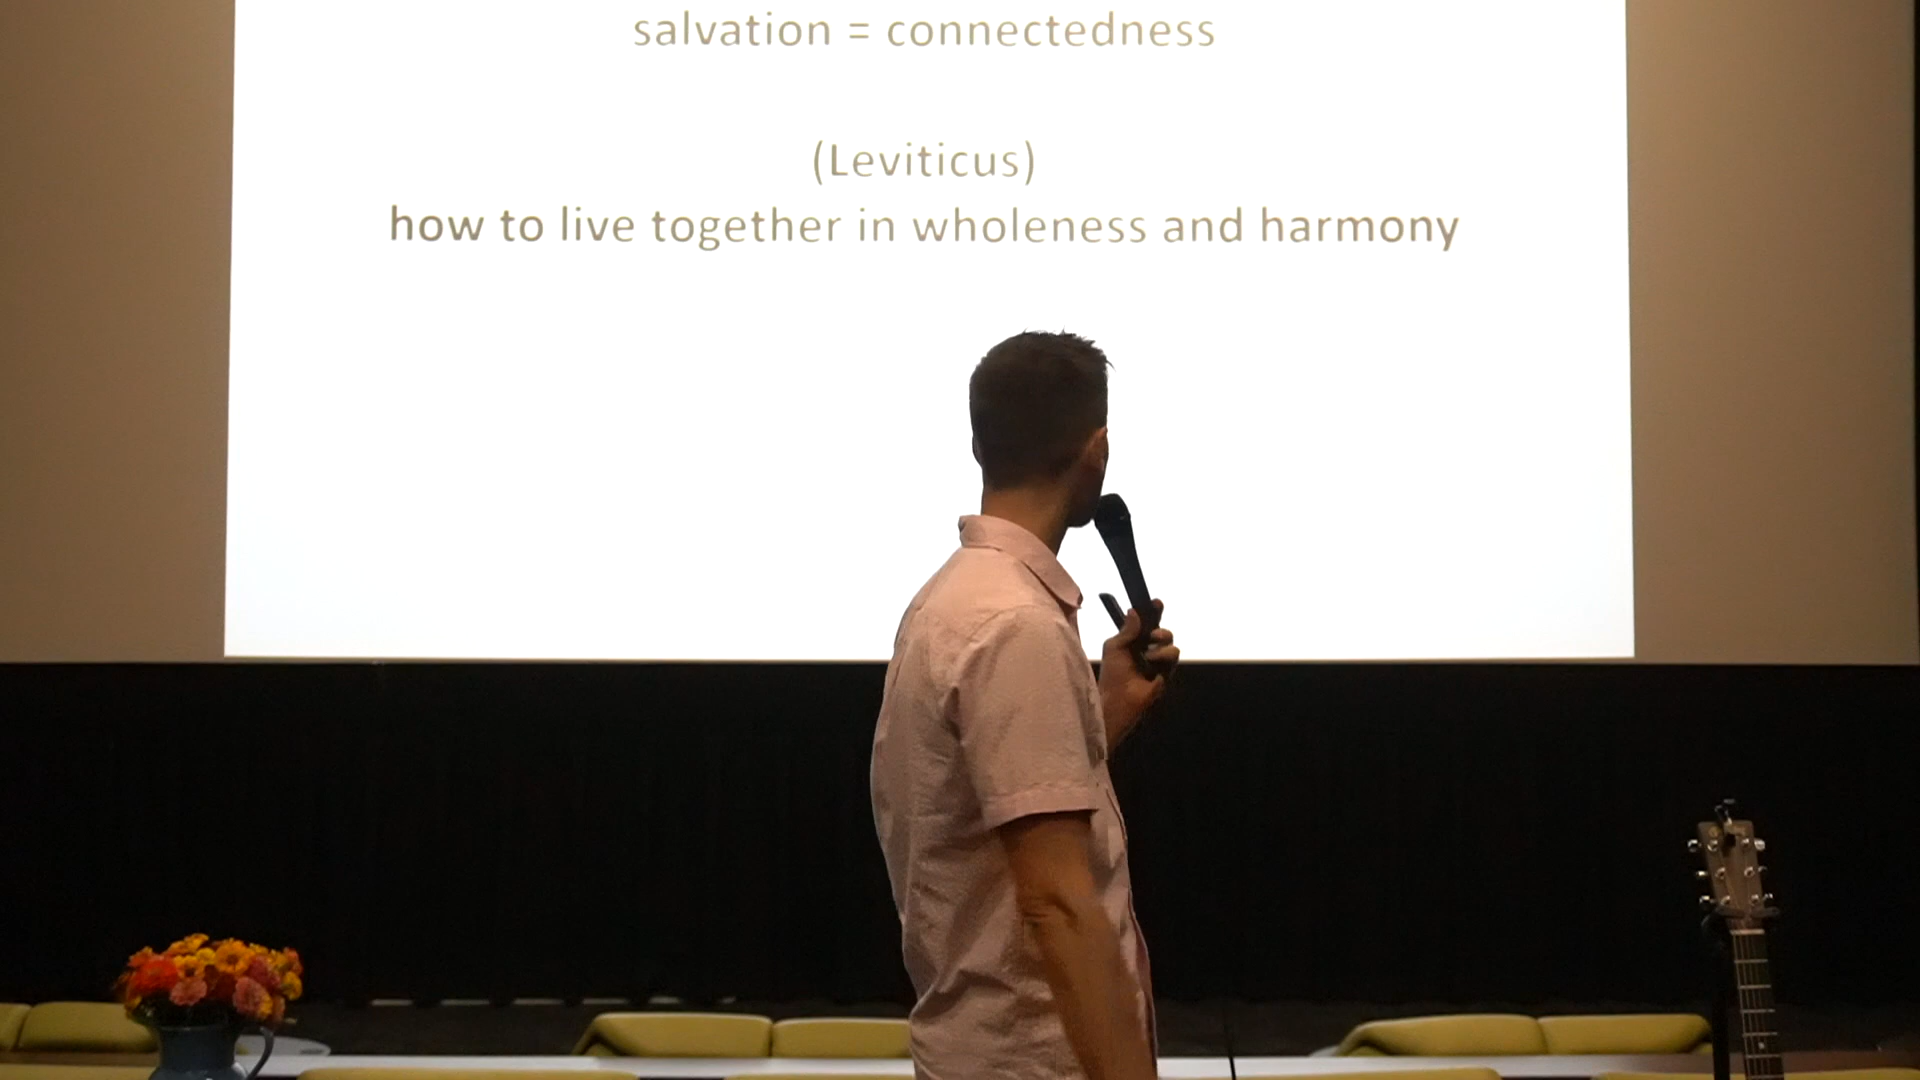 salvation = connectedness
(Leviticus)
how to live together in wholeness and harmony